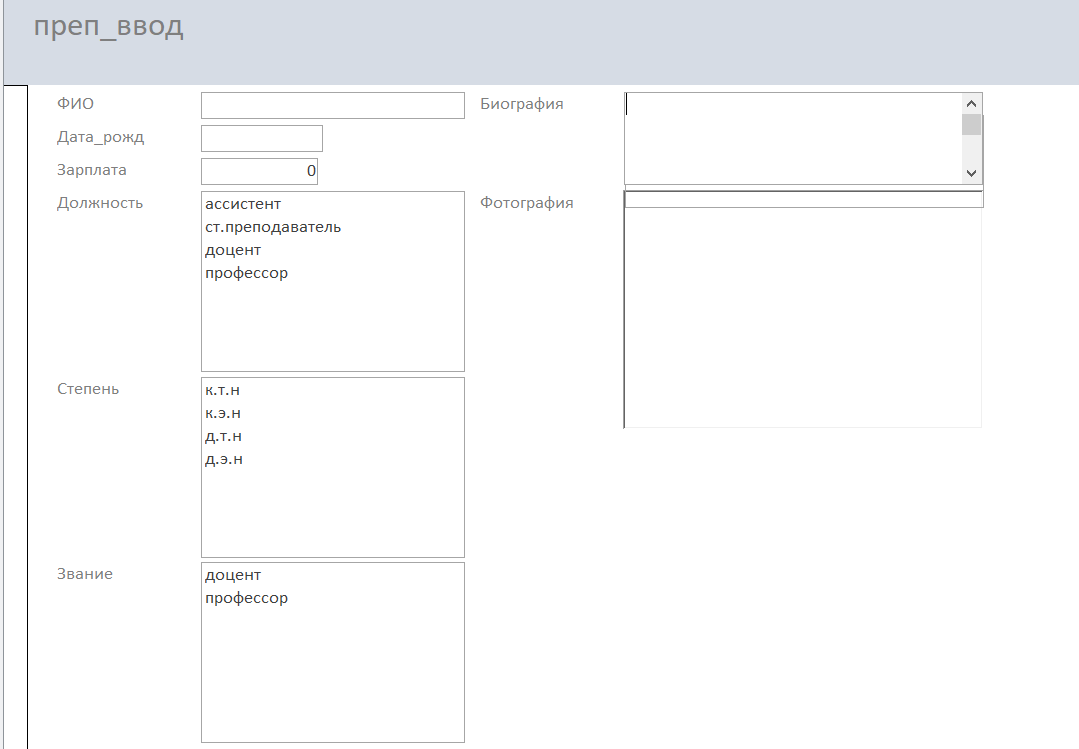 преп_ввод
ФИО
Дата_рожд
Зарплата 0
Должность
ассистент
ст.преподаватель
доцент
профессор
Степень
к.т.н
к.э.н
д.т.н
д.э.н
Звание
доцент
профессор
Биография
Фотография